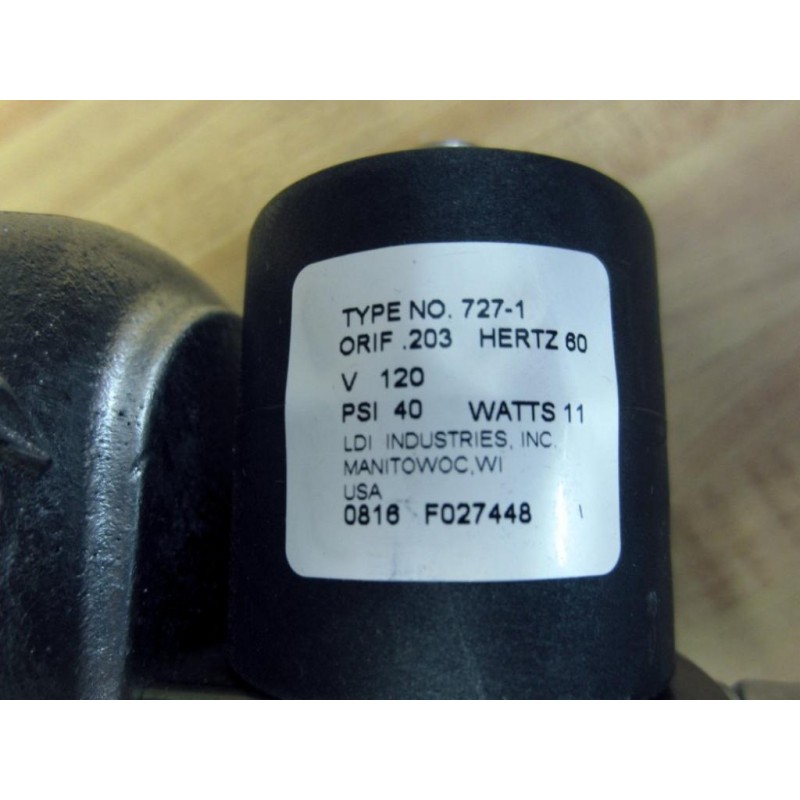 TYPE NO. 727-1
ORIF .203 HERTZ 60
V 120
PSI 40 WATTS 11
LDI INDUSTRIES, INC.
MANITOWOC,WI
USA
0816 F027448